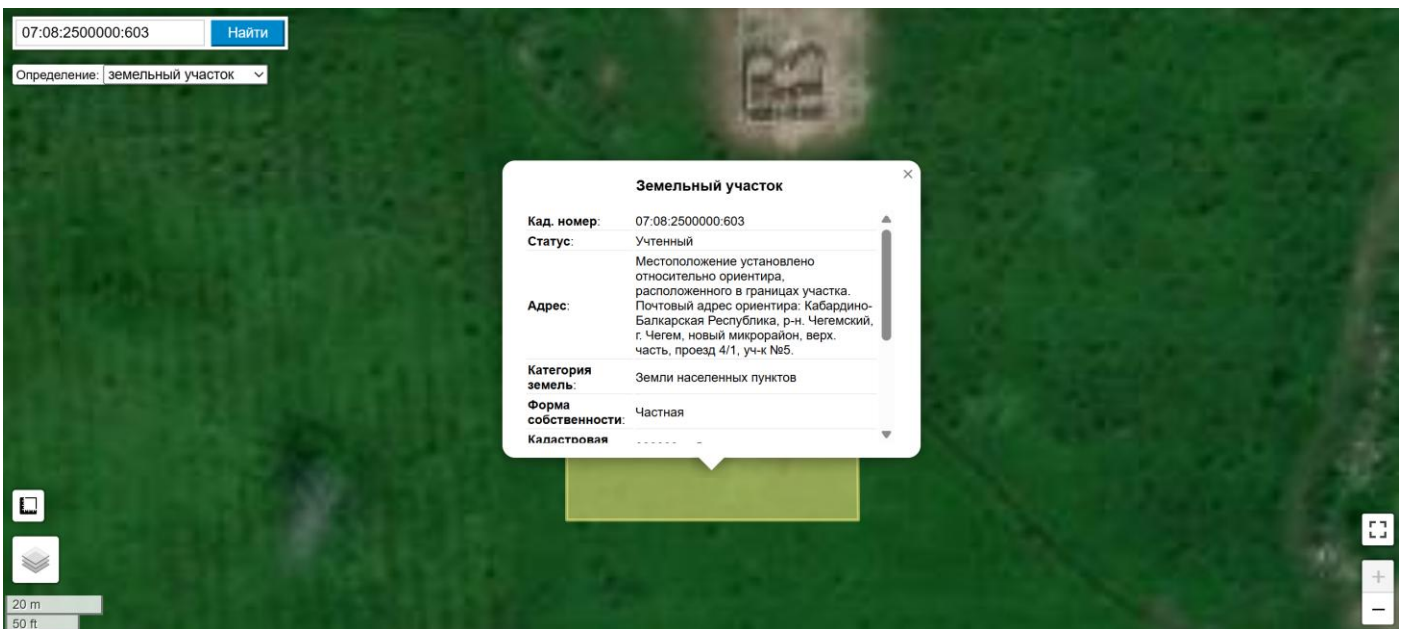 07:08:2500000:603
Найти
Определение: земельный участок
Земельный участок
×
Кад. номер: 07:08:2500000:603
Статус: Учтенный
Местоположение установлено
относительно ориентира,
расположенного в границах участка.
Адрес: Почтовый адрес ориентира: Кабардино-
Балкарская Республика, р-н. Чегемский,
г. Чегем, новый микрорайон, верх.
часть, проезд 4/1, уч-к №5.
Категория
земель: Земли населенных пунктов
Форма
собственности: Частная
Кадастровая
+
−
20 m
50 ft